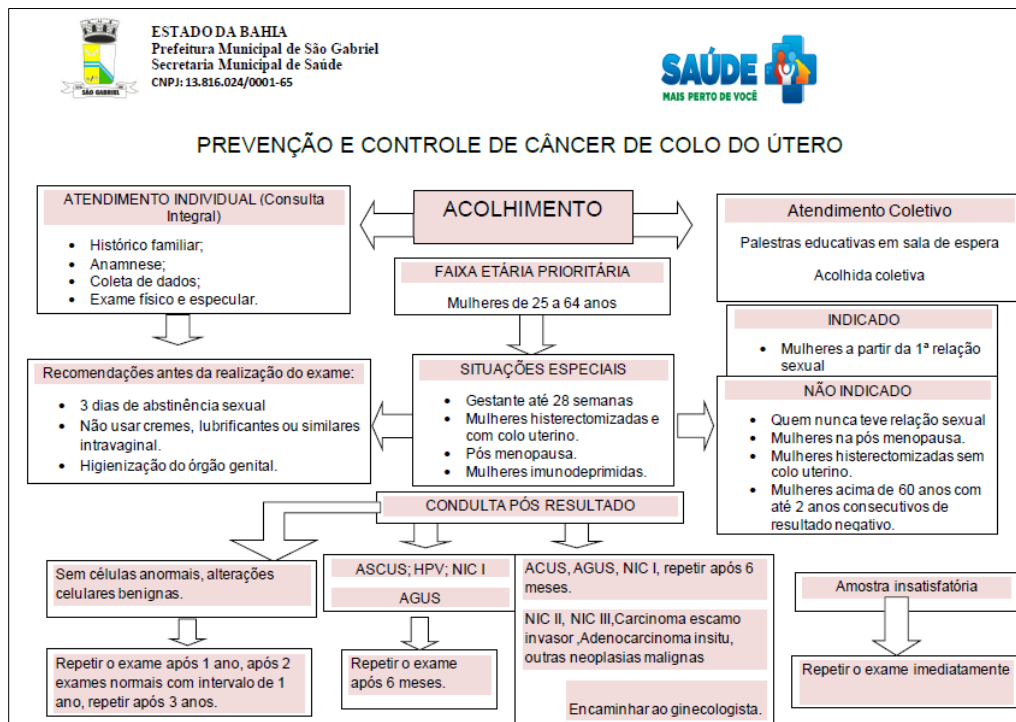 ESTADO DA BAHIA
Prefeitura Municipal de São Gabriel
Secretaria Municipal de Saúde
CNPJ: 13.816.024/0001-65
SÃO GABRIEL
SAÚDE
MAIS PERTO DE VOCÊ
PREVENÇÃO E CONTROLE DE CÂNCER DE COLO DO ÚTERO
ATENDIMENTO INDIVIDUAL (Consulta
Integral)
• Histórico familiar;
• Anamnese;
• Coleta de dados;
• Exame físico e especular.
ACOLHIMENTO
Atendimento Coletivo
Palestras educativas em sala de espera
Acolhida coletiva
FAIXA ETÁRIA PRIORITÁRIA
Mulheres de 25 a 64 anos
INDICADO
• Mulheres a partir da 1ª relação
sexual
Recomendações antes da realização do exame:
• 3 dias de abstinência sexual
• Não usar cremes, lubrificantes ou similares
intravaginal.
• Higienização do órgão genital.
SITUAÇÕES ESPECIAIS
• Gestante até 28 semanas
• Mulheres histerectomizadas e
com colo uterino.
• Pós menopausa.
• Mulheres imunodeprimidas.
NÃO INDICADO
• Quem nunca teve relação sexual
• Mulheres na pós menopausa.
• Mulheres histerectomizadas sem
colo uterino.
• Mulheres acima de 60 anos com
até 2 anos consecutivos de
resultado negativo.
CONDULTA PÓS RESULTADO
Sem células anormais, alterações
celulares benignas.
Repetir o exame após 1 ano, após 2
exames normais com intervalo de 1
ano, repetir após 3 anos.
ASCUS; HPV; NIC I
AGUS
Repetir o exame
após 6 meses.
ACUS, AGUS, NIC I, repetir após 6
meses.
NIC II, NIC III,Carcinoma escamo
invasor ,Adenocarcinoma insitu,
outras neoplasias malignas
Encaminhar ao ginecologista.
Amostra insatisfatória
Repetir o exame imediatamente